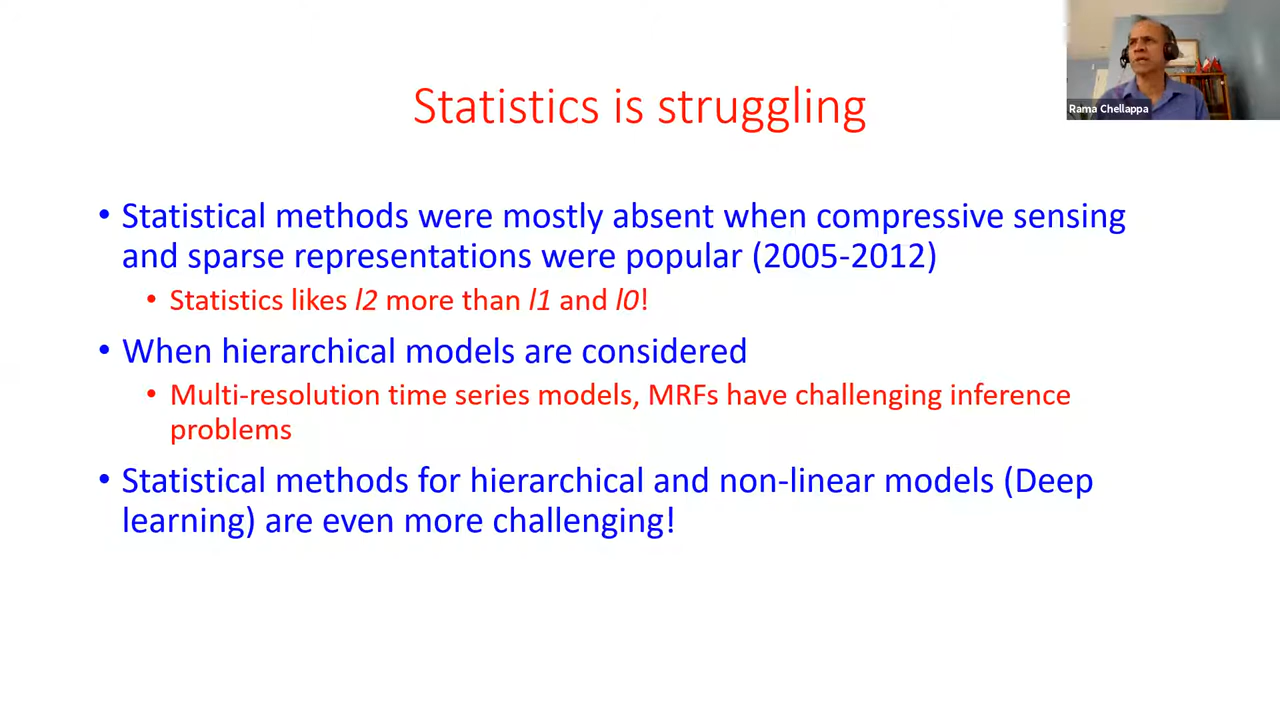 Rama Chellappa
Statistics is struggling
• Statistical methods were mostly absent when compressive sensing
and sparse representations were popular (2005-2012)
• Statistics likes l2 more than l1 and l0!
• When hierarchical models are considered
• Multi-resolution time series models, MRFs have challenging inference
problems
• Statistical methods for hierarchical and non-linear models (Deep
learning) are even more challenging!